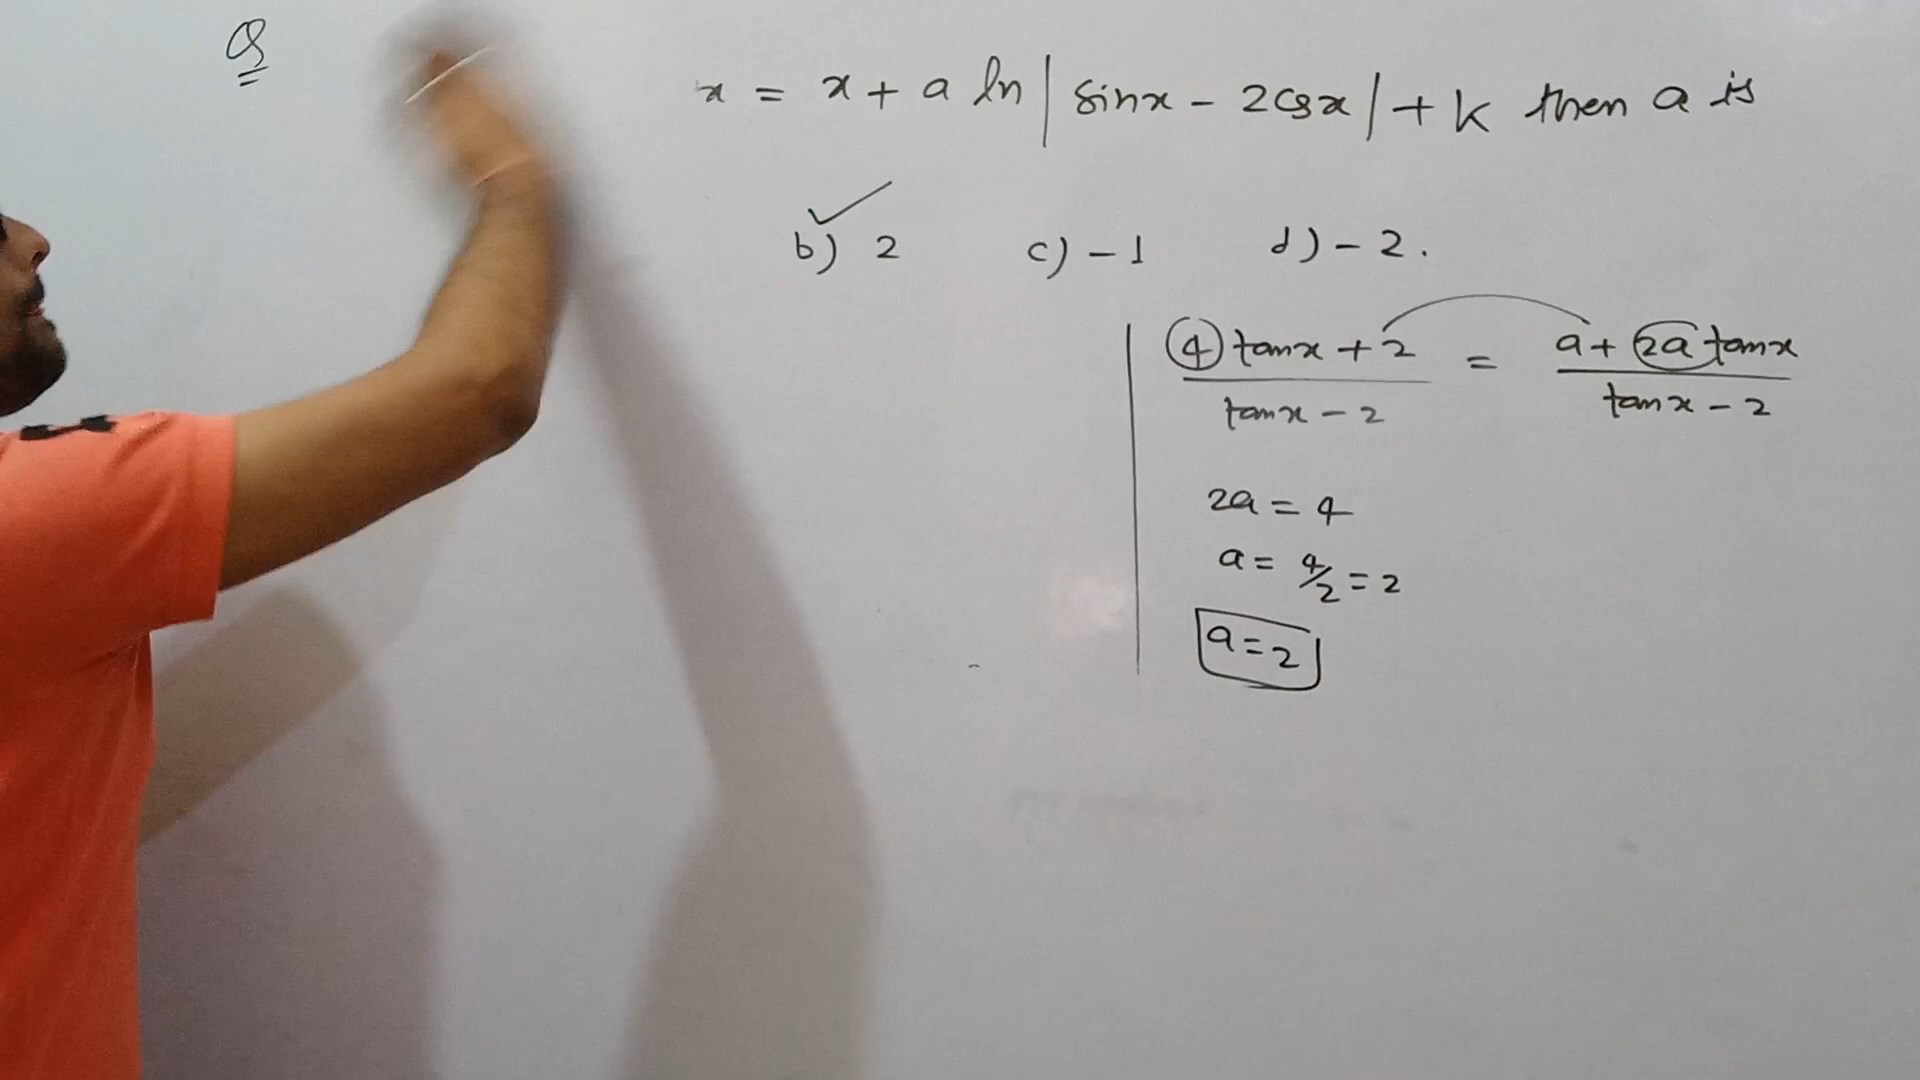 Q x = x + a ln | sinx - 2cosx | + k then a is
b) 2 c) -1 d) -2.
4 tanx + 2 / tanx - 2 = a + 2a tanx / tanx - 2
2a = 4
a = 4/2 = 2
a = 2